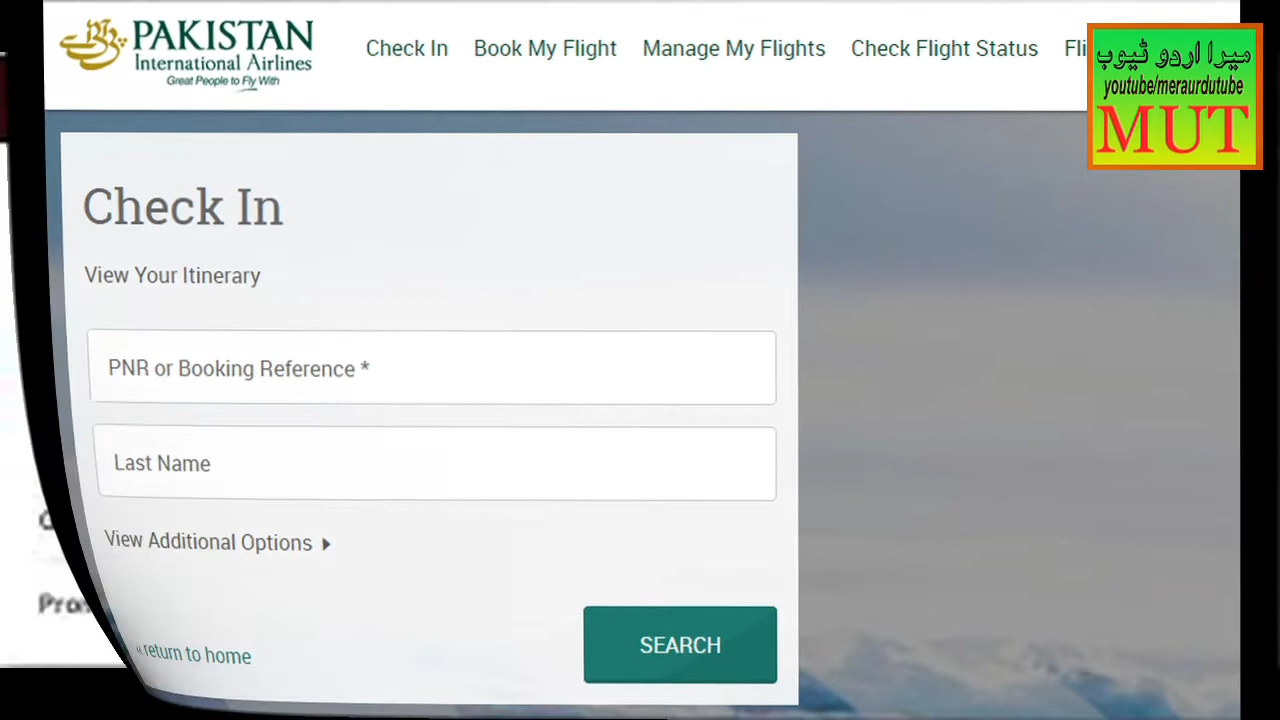 PAKISTAN
International Airlines
Great People to Fly With
Check In
Book My Flight
Manage My Flights
Check Flight Status
میرا اردو ٹیوب
youtube/meraurdutube
MUT
Check In
View Your Itinerary
PNR or Booking Reference *
Last Name
View Additional Options
SEARCH
« return to home